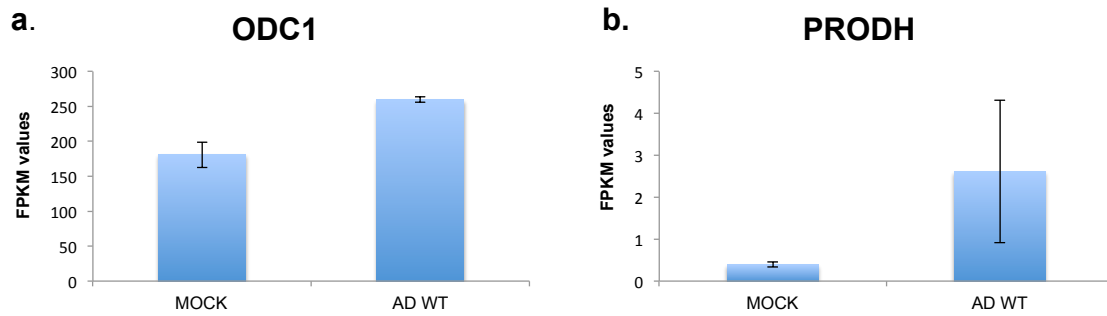 a.
ODC1
FPKM values
300
250
200
150
100
50
0
MOCK
AD WT
b.
PRODH
FPKM values
5
4
3
2
1
0
MOCK
AD WT